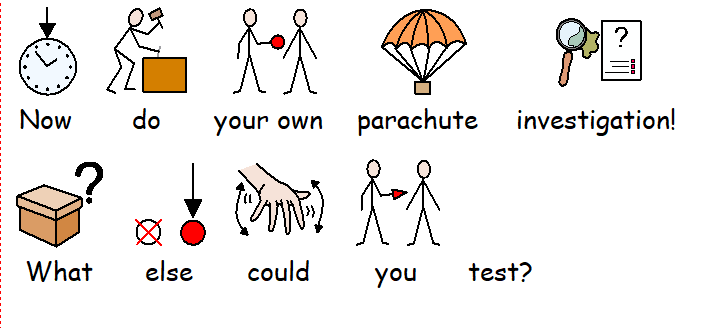 Now do your own parachute investigation!
What else could you test?